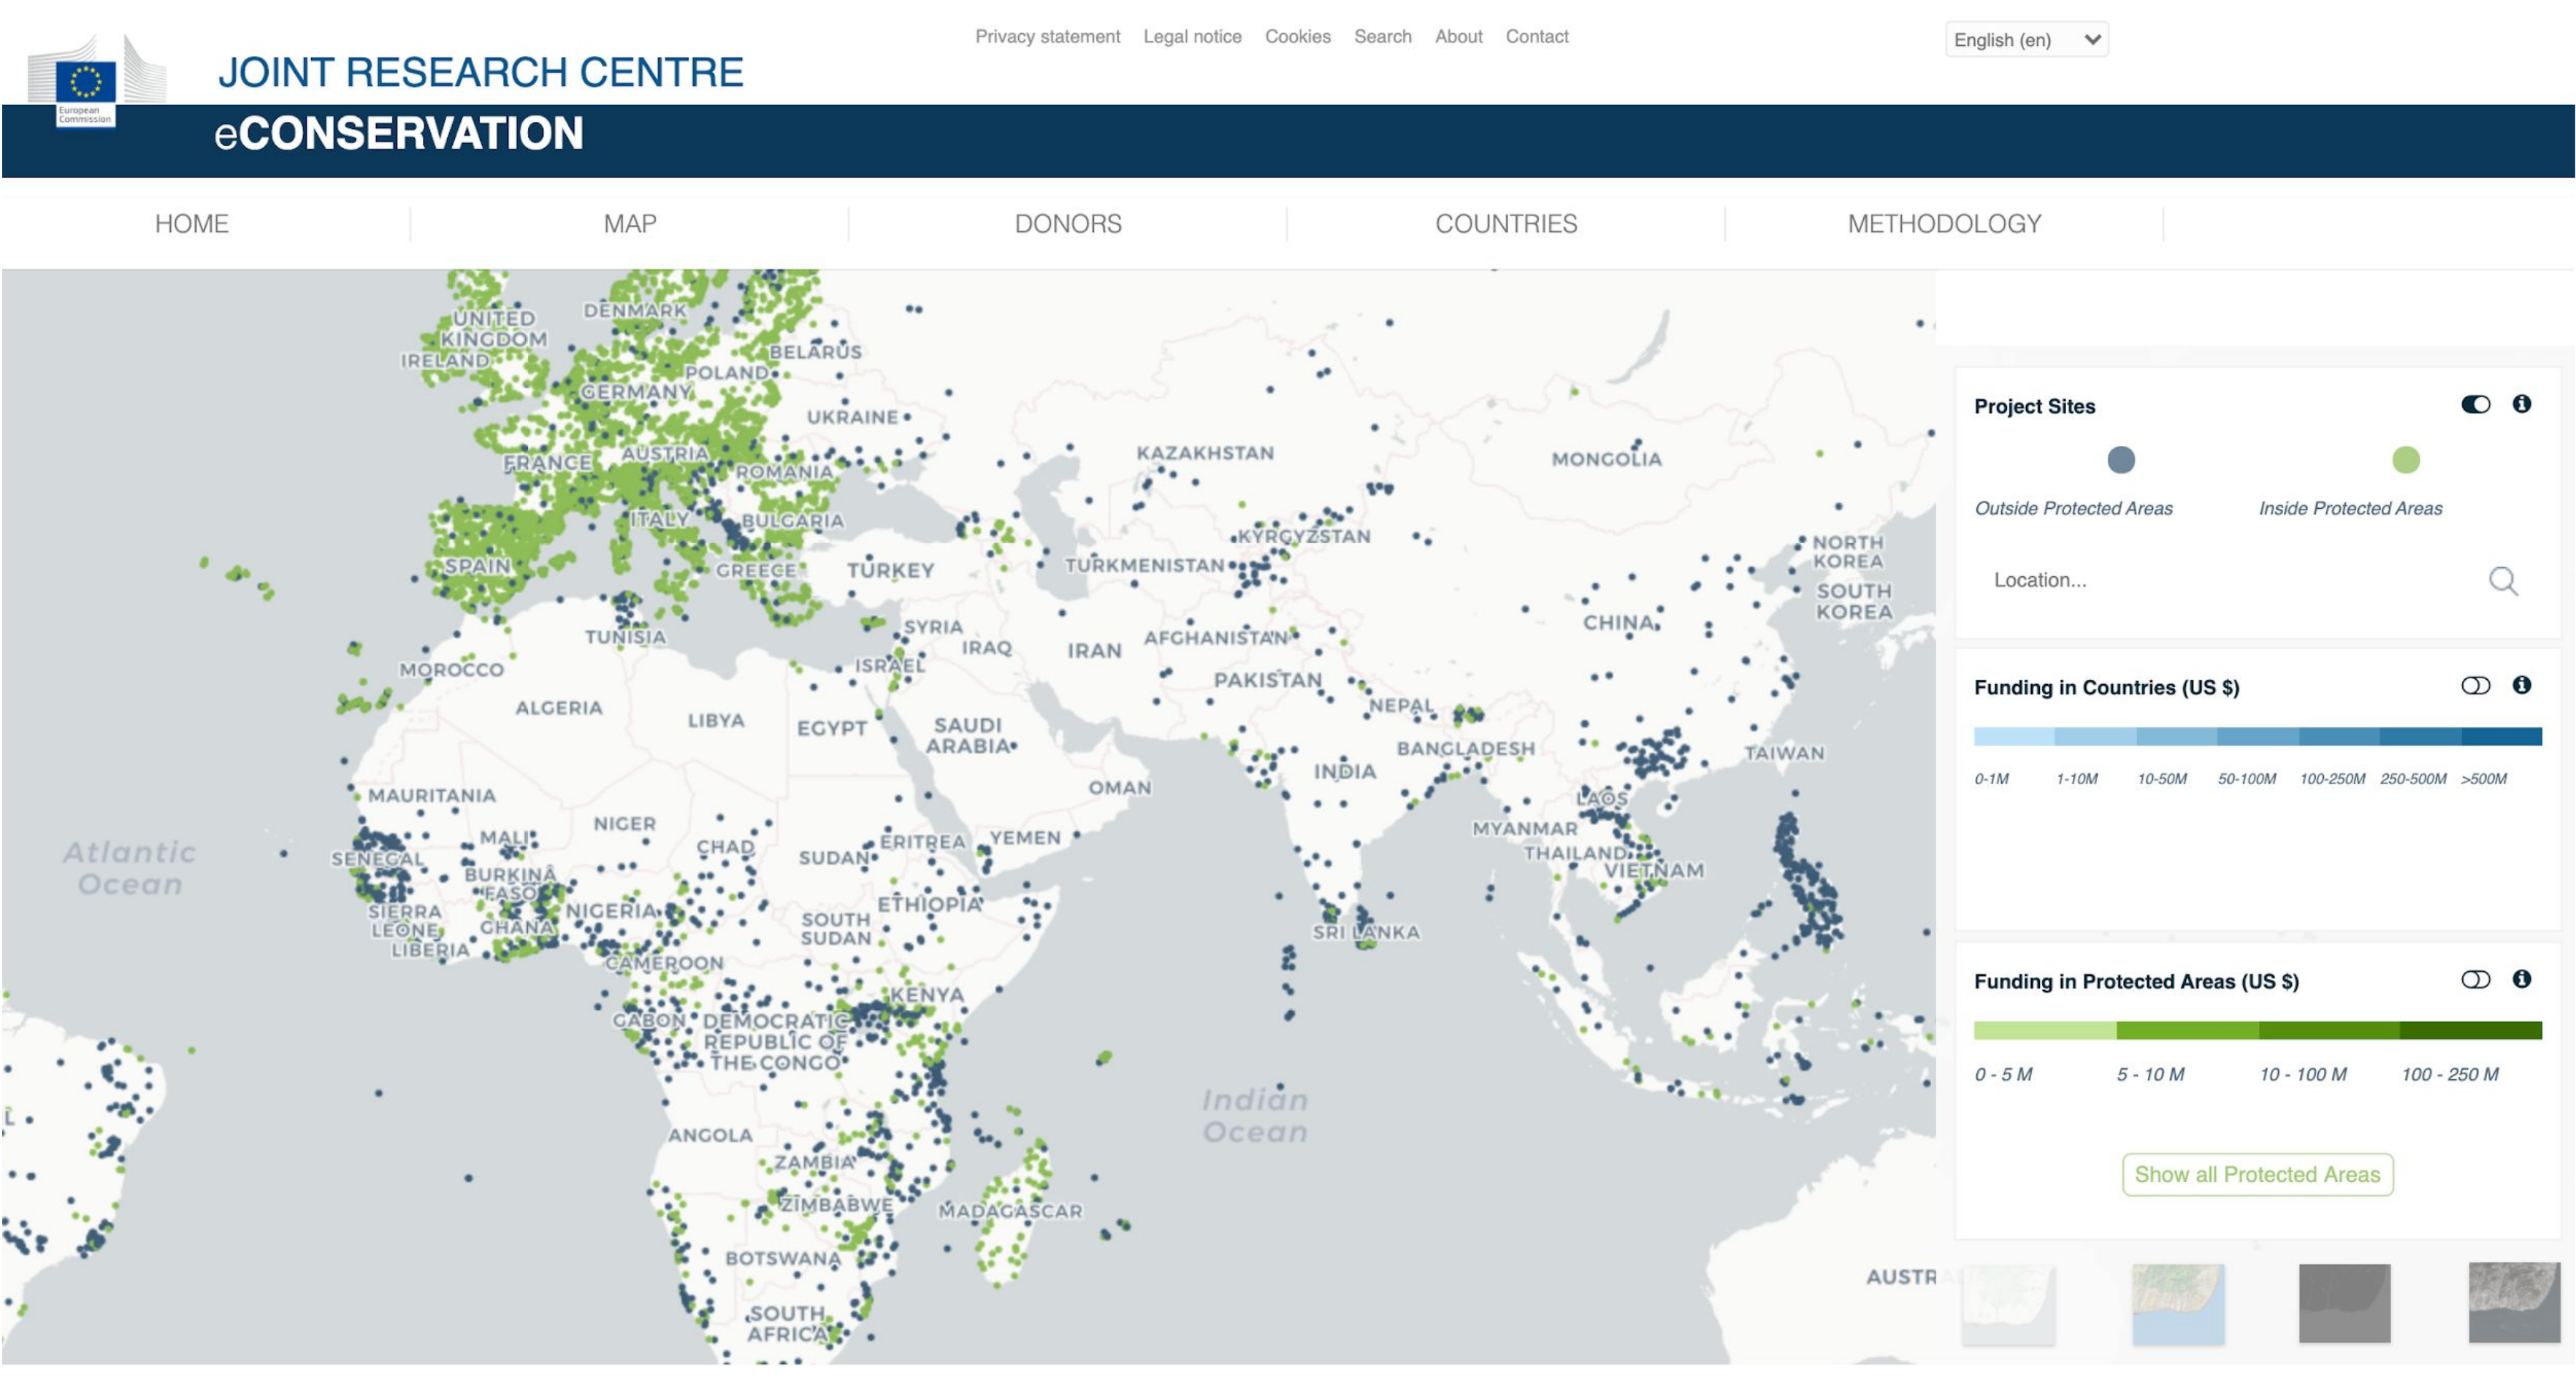 Privacy statement Legal notice Cookies Search About Contact
English (en)
European
Commission
JOINT RESEARCH CENTRE
eCONSERVATION
HOME MAP DONORS COUNTRIES METHODOLOGY
DENMARK
UNITED
KINGDOM
IRELAND
BELARUS
POLAND
GERMANY
UKRAINE
FRANCE
AUSTRIA
ROMANIA
KAZAKHSTAN
MONGOLIA
ITALY
BULGARIA
KYRGYZSTAN
NORTH
KOREA
SPAIN
GREECE
TURKEY
TURKMENISTAN
SOUTH
KOREA
TUNISIA
SYRIA
IRAQ
IRAN
AFGHANISTAN
CHINA
MOROCCO
ISRAEL
PAKISTAN
NEPAL
ALGERIA
LIBYA
EGYPT
SAUDI
ARABIA
BANGLADESH
TAIWAN
INDIA
OMAN
LAOS
MAURITANIA
NIGER
MALI
CHAD
SUDAN
ERITREA
YEMEN
MYANMAR
THAILAND
VIETNAM
Atlantic
Ocean
SENEGAL
BURKINA
FASO
SIERRA
LEONE
GHANA
NIGERIA
LIBERIA
SOUTH
SUDAN
ETHIOPIA
SRI LANKA
CAMEROON
KENYA
GABON
DEMOCRATIC
REPUBLIC OF
THE CONGO
Indian
Ocean
L
ANGOLA
ZAMBIA
ZIMBABWE
MADAGASCAR
BOTSWANA
SOUTH
AFRICA
AUSTRA
Project Sites
Outside Protected Areas Inside Protected Areas
Location...
Funding in Countries (US $)
0-1M 1-10M 10-50M 50-100M 100-250M 250-500M >500M
Funding in Protected Areas (US $)
0 - 5 M 5 - 10 M 10 - 100 M 100 - 250 M
Show all Protected Areas